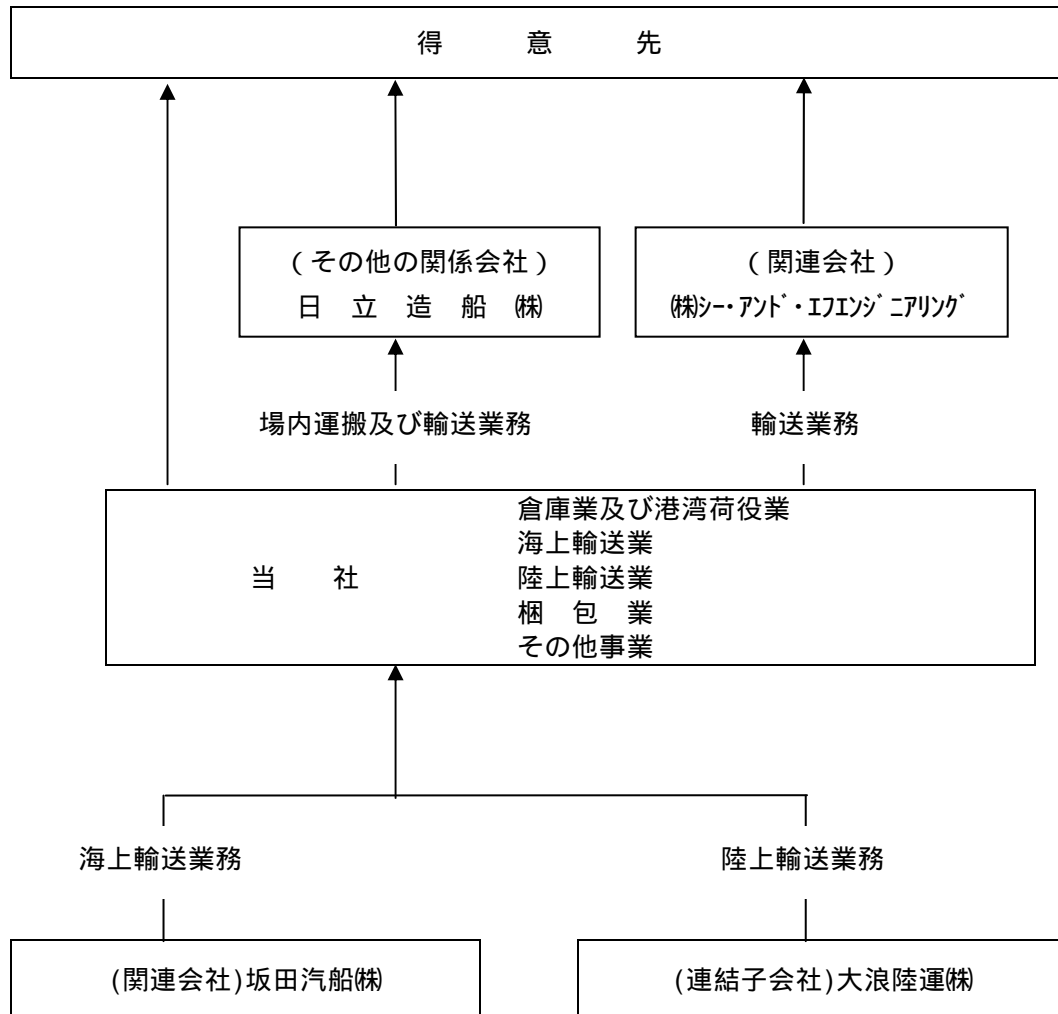 得 意 先
(その他の関係会社)
日 立 造 船 ㈱
(関連会社)
㈱シー・アンド・エフエンジニアリング
場内運搬及び輸送業務
輸送業務
当 社
倉庫業及び港湾荷役業
海上輸送業
陸上輸送業
梱 包 業
その他事業
海上輸送業務
陸上輸送業務
(関連会社)坂田汽船㈱
(連結子会社)大浪陸運㈱